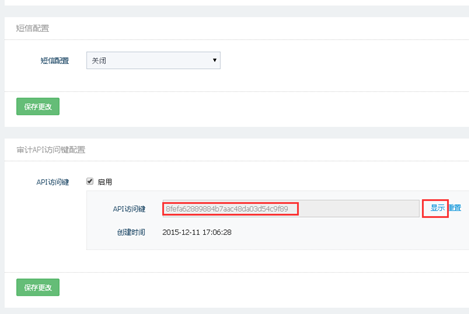 短信配置
短信配置 关闭
保存更改
审计API访问键配置
API访问键 启用
API访问键 8fefa62889884b7aac48da03d54c9f89 显示 重置
创建时间 2015-12-11 17:06:28
保存更改